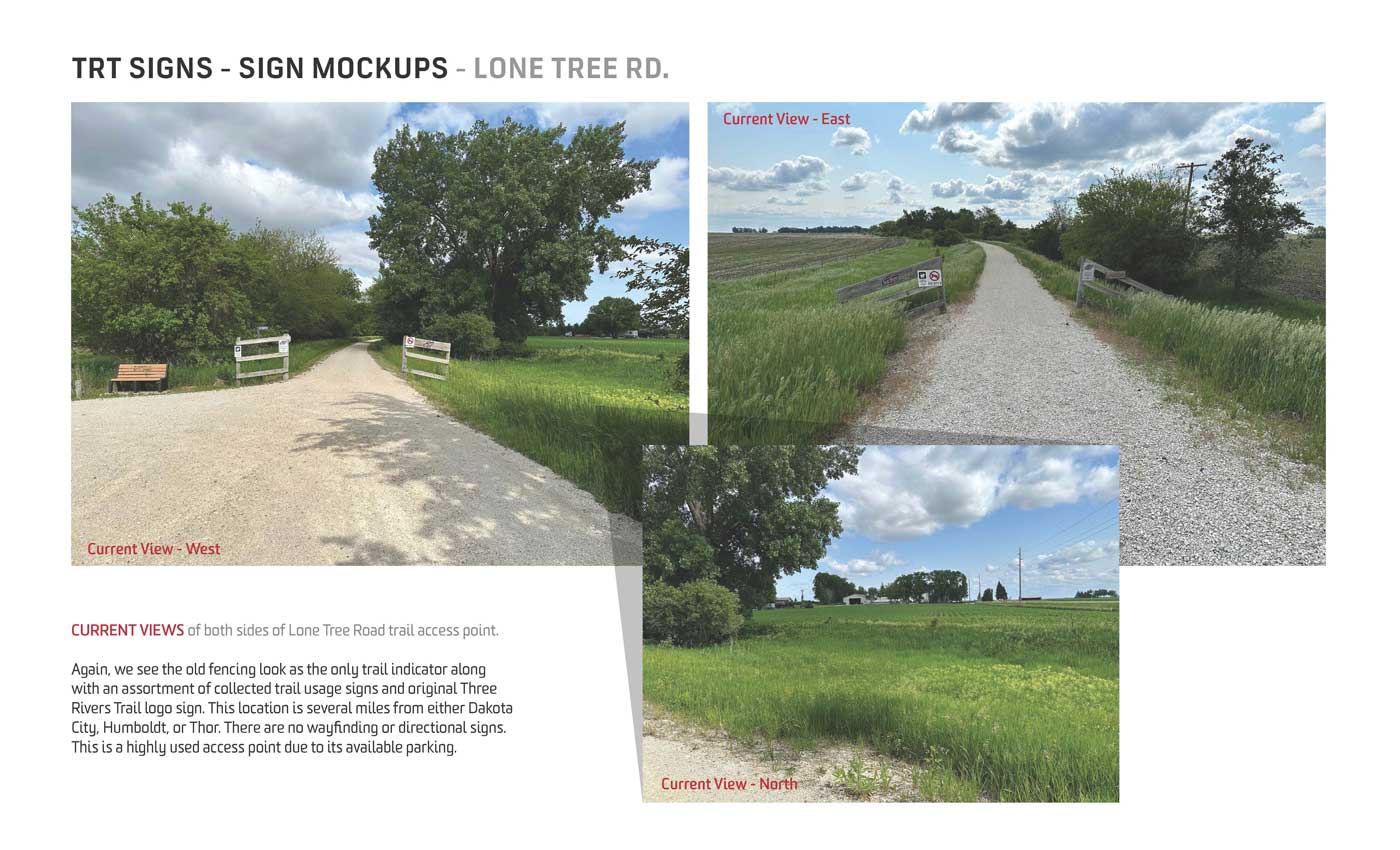 TRT SIGNS - SIGN MOCKUPS - LONE TREE RD.
Current View - East
Current View - West
CURRENT VIEWS of both sides of Lone Tree Road trail access point.
Again, we see the old fencing look as the only trail indicator along
with an assortment of collected trail usage signs and original Three
Rivers Trail logo sign. This location is several miles from either Dakota
City, Humboldt, or Thor. There are no wayfinding or directional signs.
This is a highly used access point due to its available parking.
Current View - North